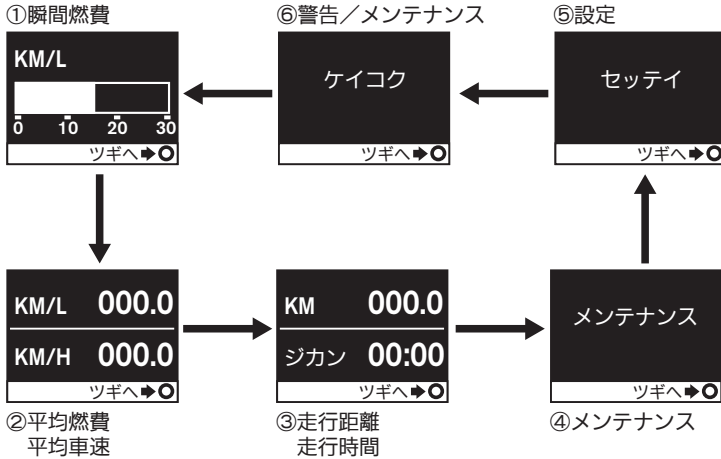 ①瞬間燃費
⑥警告／メンテナンス
⑤設定
KM/L
0 10 20 30
ツギへ➡○
ケイコク
ツギへ➡○
セッテイ
ツギへ➡○
KM/L 000.0
KM/H 000.0
ツギへ➡○
KM 000.0
ジカン 00:00
ツギへ➡○
メンテナンス
ツギへ➡○
②平均燃費
平均車速
③走行距離
走行時間
④メンテナンス